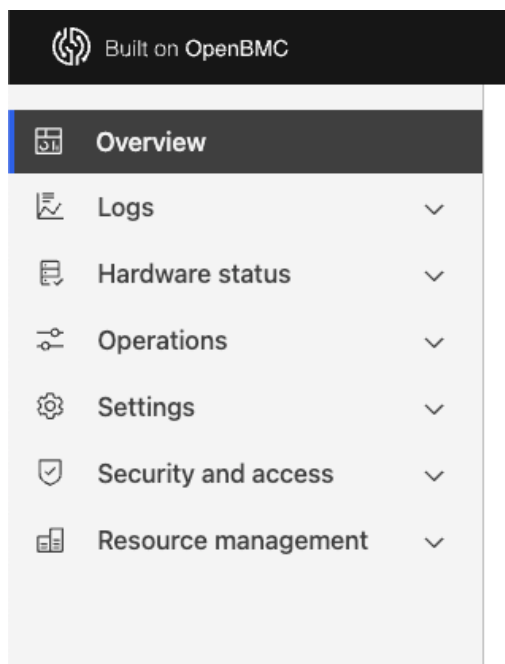 Built on OpenBMC
Overview
Logs
Hardware status
Operations
Settings
Security and access
Resource management